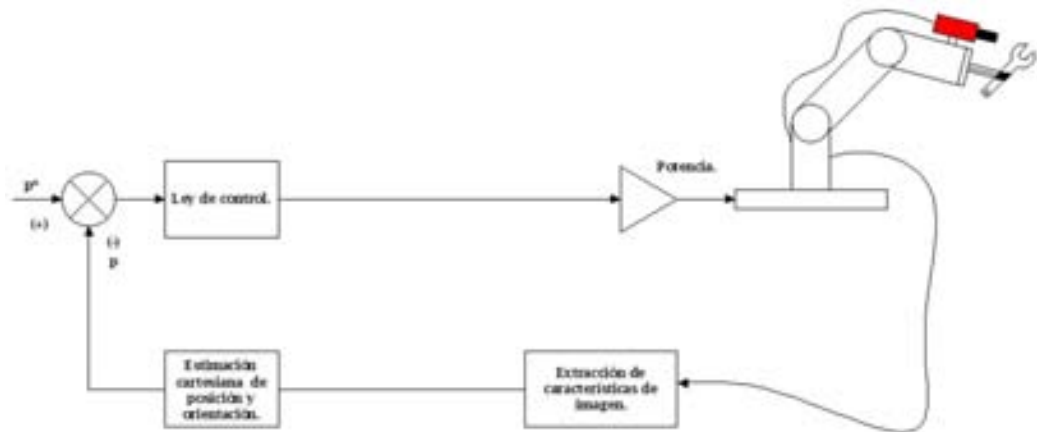 Potencia.
p*
Ley de control.
(+)
(-)
p
Estimación
cartesiana de
posición y
orientación.
Extracción de
características de
imagen.